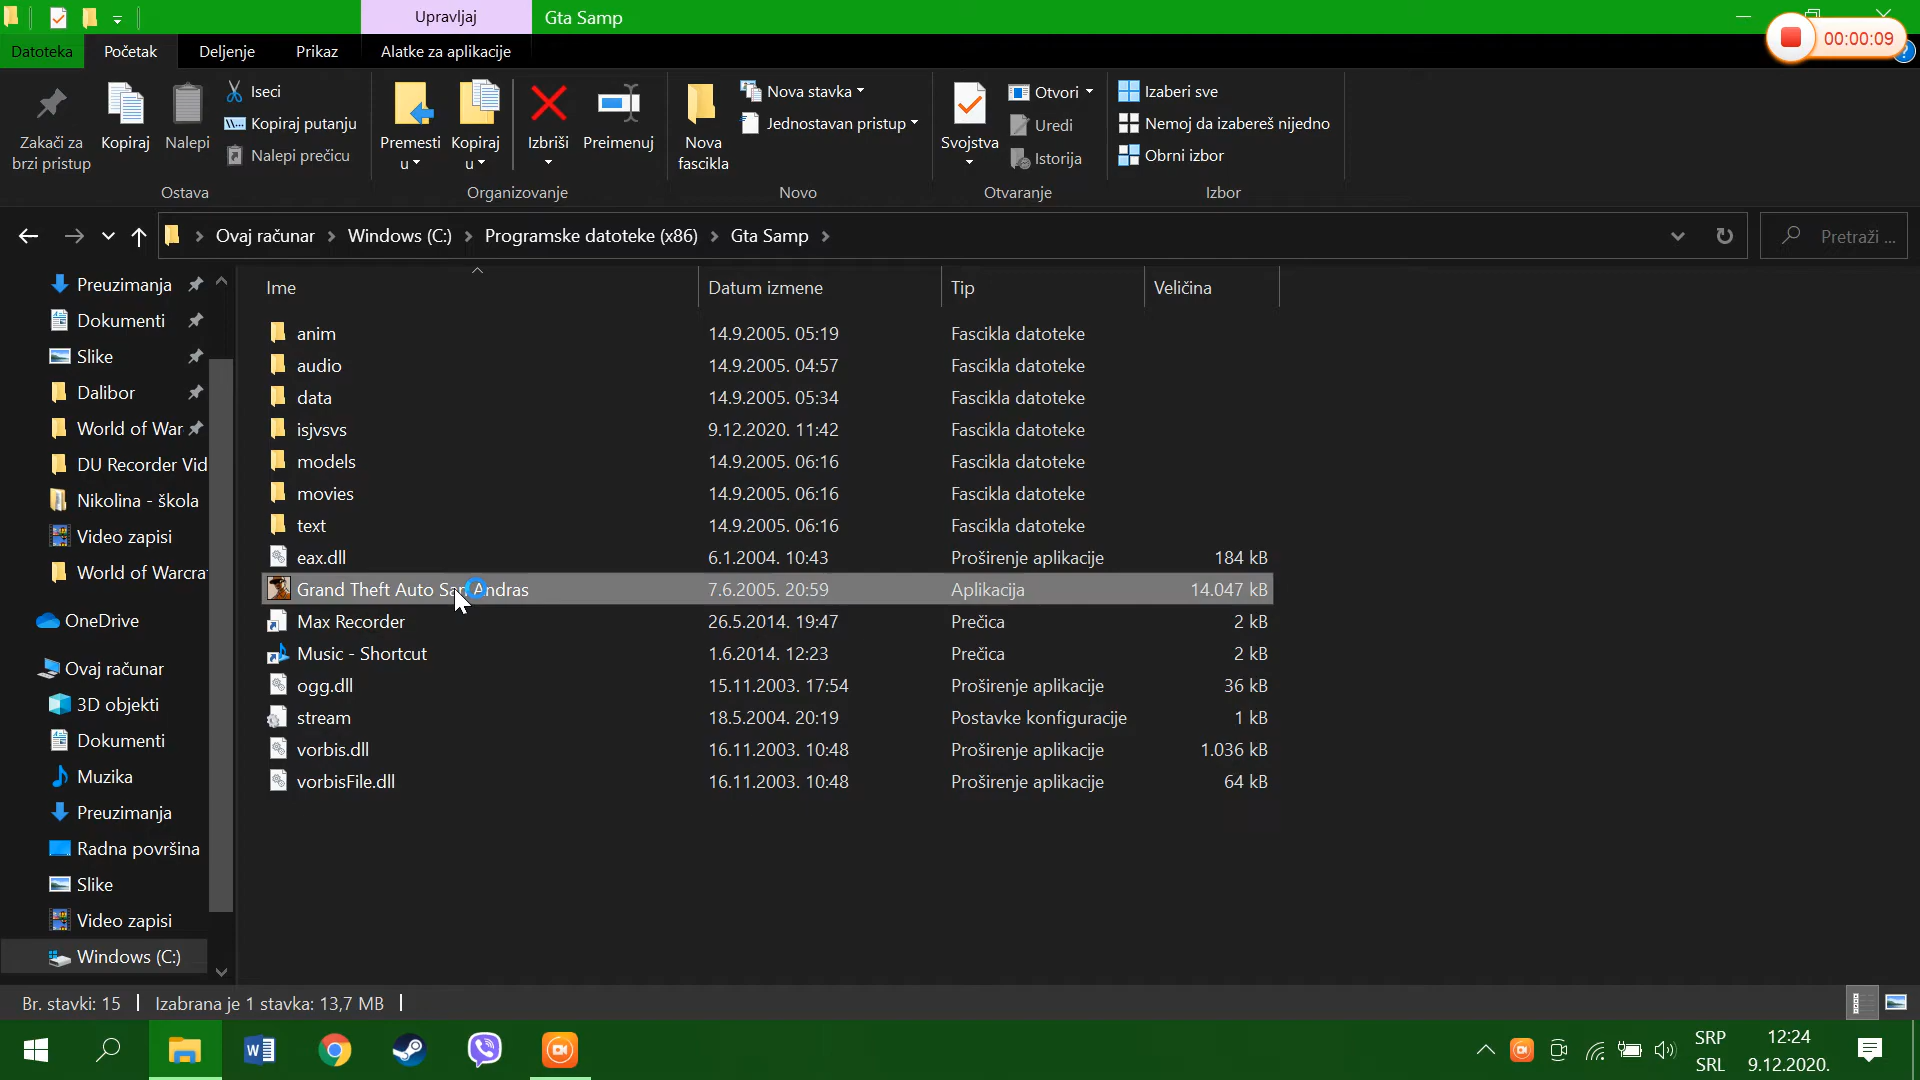 Upravljaj
Gta Samp
00:00:09
Datoteka
Početak
Deljenje
Prikaz
Alatke za aplikacije
Zakači za
brzi pristup
Kopiraj
Nalepi
Iseci
Kopiraj putanju
Nalepi prečicu
Ostava
Premesti
u
Kopiraj
u
Izbriši
Preimenuj
Organizovanje
Nova
fascikla
Nova stavka
Jednostavan pristup
Novo
Svojstva
Otvori
Uredi
Istorija
Otvaranje
Izaberi sve
Nemoj da izabereš nijedno
Obrni izbor
Izbor
Ovaj računar
Windows (C:)
Programske datoteke (x86)
Gta Samp
Pretraži ...
Preuzimanja
Dokumenti
Slike
Dalibor
World of War
DU Recorder Vid
Nikolina - škola
Video zapisi
World of Warcra
OneDrive
Ovaj računar
3D objekti
Dokumenti
Muzika
Preuzimanja
Radna površina
Slike
Video zapisi
Windows (C:)
Ime Datum izmene Tip Veličina
anim 14.9.2005. 05:19 Fascikla datoteke
audio 14.9.2005. 04:57 Fascikla datoteke
data 14.9.2005. 05:34 Fascikla datoteke
isjvsvs 9.12.2020. 11:42 Fascikla datoteke
models 14.9.2005. 06:16 Fascikla datoteke
movies 14.9.2005. 06:16 Fascikla datoteke
text 14.9.2005. 06:16 Fascikla datoteke
eax.dll 6.1.2004. 10:43 Proširenje aplikacije 184 kB
Grand Theft Auto San Andras 7.6.2005. 20:59 Aplikacija 14.047 kB
Max Recorder 26.5.2014. 19:47 Prečica 2 kB
Music - Shortcut 1.6.2014. 12:23 Prečica 2 kB
ogg.dll 15.11.2003. 17:54 Proširenje aplikacije 36 kB
stream 18.5.2004. 20:19 Postavke konfiguracije 1 kB
vorbis.dll 16.11.2003. 10:48 Proširenje aplikacije 1.036 kB
vorbisFile.dll 16.11.2003. 10:48 Proširenje aplikacije 64 kB
Br. stavki: 15
Izabrana je 1 stavka: 13,7 MB
SRP
SRL
12:24
9.12.2020.